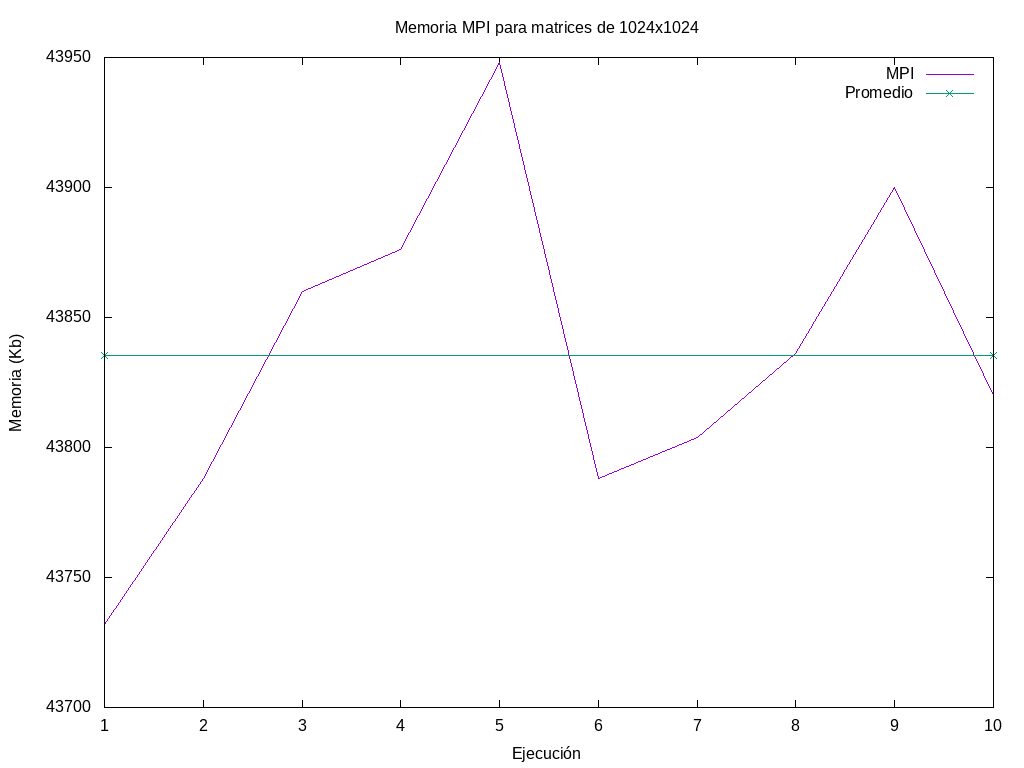 Memoria MPI para matrices de 1024x1024
43950
43900
43850
43800
43750
43700
Memoria (Kb)
MPI
Promedio
1 2 3 4 5 6 7 8 9 10
Ejecución